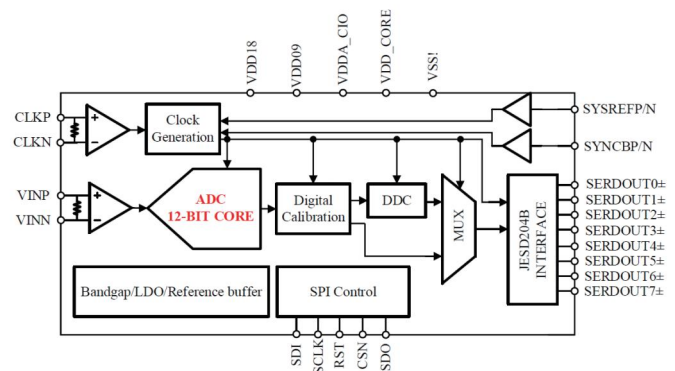 VDD18
VDD09
VDDA_CIO
VDD_CORE
VSS!
CLKP
CLKN
Clock
Generation
SYSREFP/N
SYNCBP/N
VINP
VINN
ADC
12-BIT CORE
Digital
Calibration
DDC
MUX
JESD204B
INTERFACE
SERDOUT0±
SERDOUT1±
SERDOUT2±
SERDOUT3±
SERDOUT4±
SERDOUT5±
SERDOUT6±
SERDOUT7±
Bandgap/LDO/Reference buffer
SPI Control
SDI
SCLK
RST
CSN
SDO